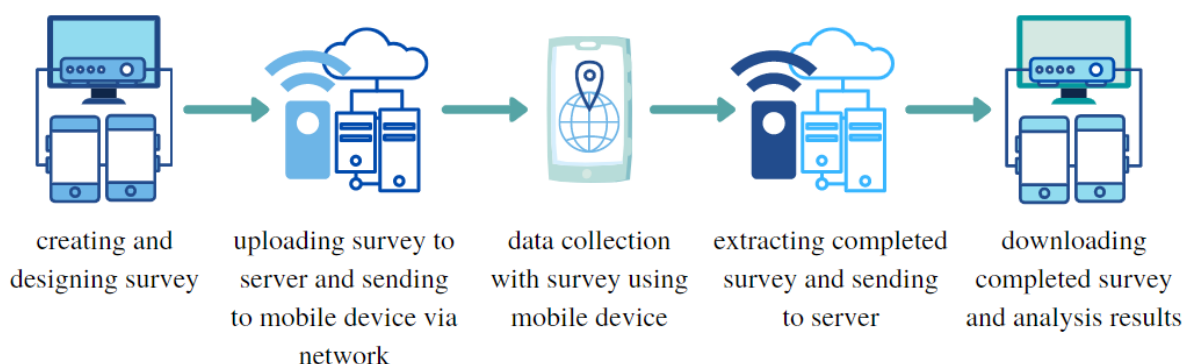 creating and
designing survey
uploading survey to
server and sending
to mobile device via
network
data collection
with survey using
mobile device
extracting completed
survey and sending
to server
downloading
completed survey
and analysis results